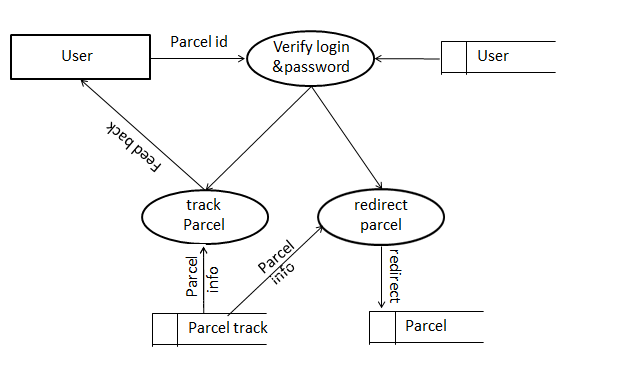 User
Parcel id
Verify login
&password
User
Feed back
track
Parcel
redirect
parcel
Parcel
info
Parcel
info
redirect
Parcel track
Parcel